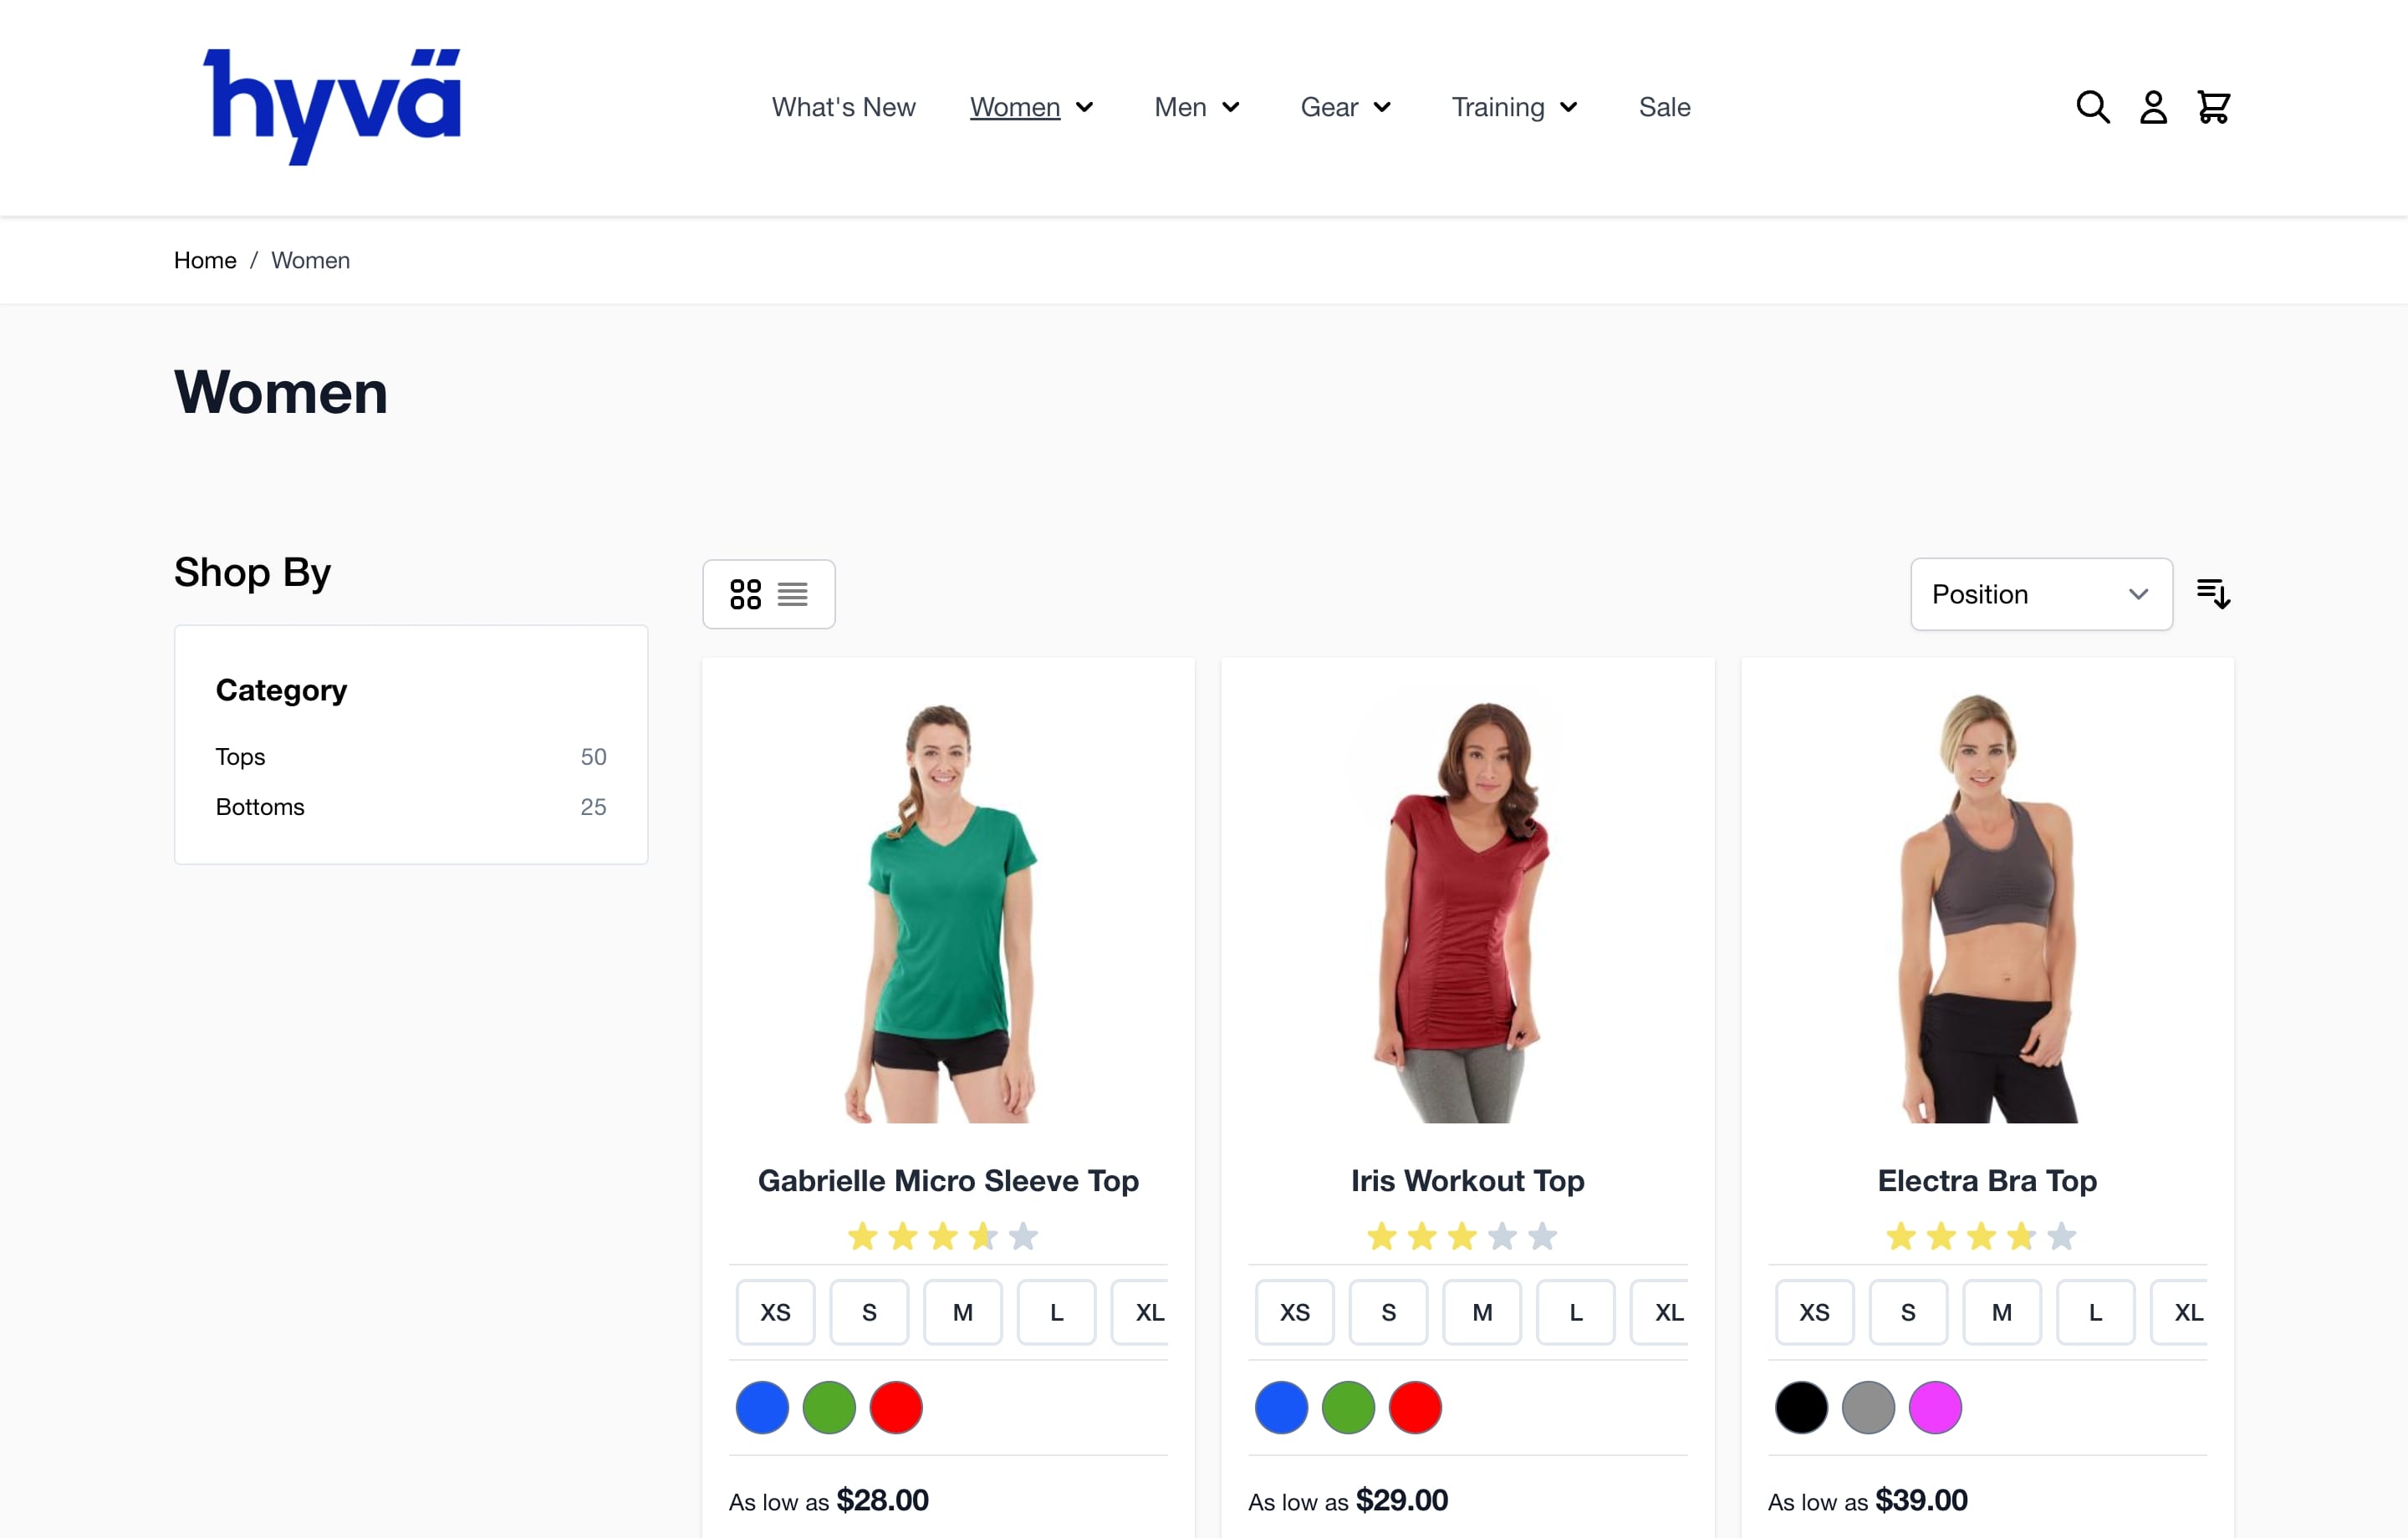 hyvä
What's New Women Men Gear Training Sale
Home / Women
Women
Shop By
Position
Category
Tops 50
Bottoms 25
Gabrielle Micro Sleeve Top
XS S M L XL
As low as $28.00
Iris Workout Top
XS S M L XL
As low as $29.00
Electra Bra Top
XS S M L XL
As low as $39.00